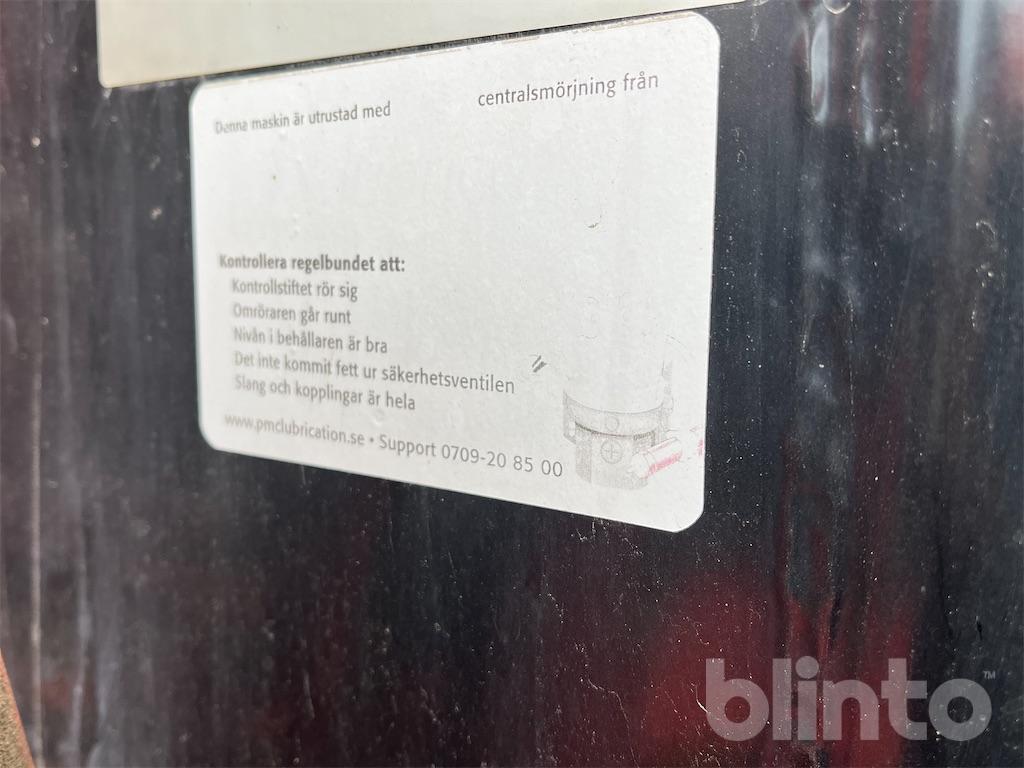 Denna maskin är utrustad med centralsmörjning från
Kontrollera regelbundet att:
Kontrollstiftet rör sig
Omröraren går runt
Nivån i behållaren är bra
Det inte kommit fett ur säkerhetsventilen
Slang och kopplingar är hela
www.pmclubrication.se • Support 0709-20 85 00
blinto™